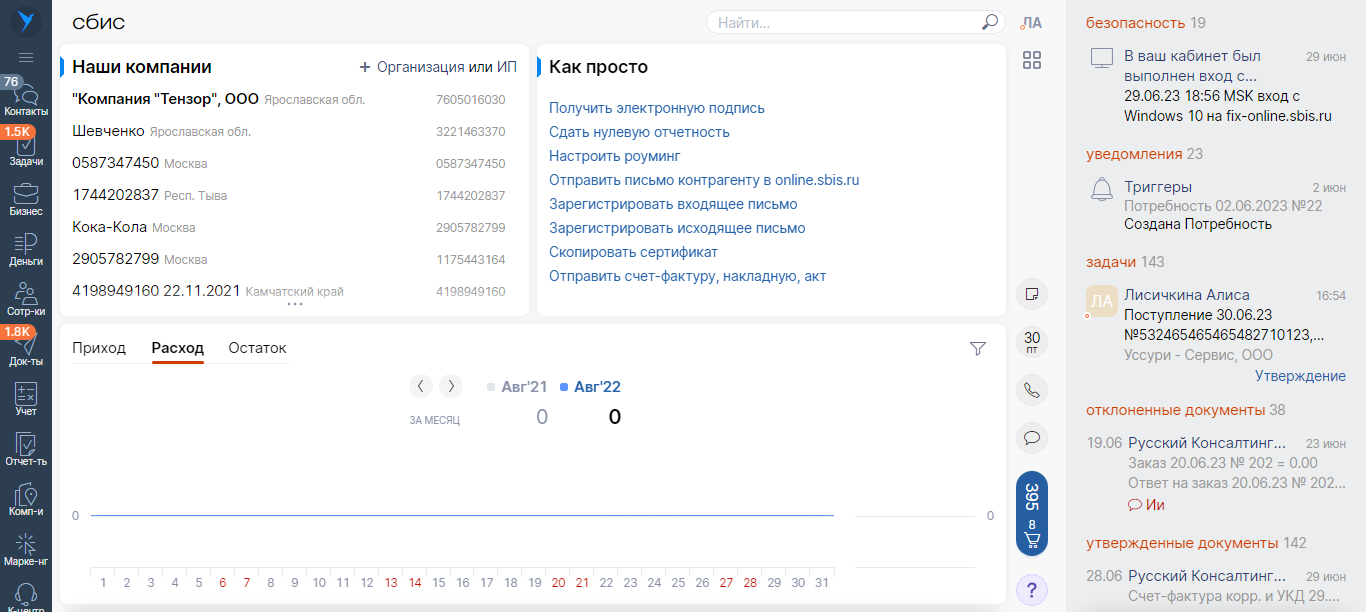 76
Контакты
1.5K
Задачи
Бизнес
Деньги
Сотр-ки
1.8K
Док-ты
Учет
Отчет-ть
Комп-и
Марке-нг
К-центр
сбис
Найти...
ЛА
Наши компании
+ Организация или ИП
"Компания "Тензор", ООО Ярославская обл. 7605016030
Шевченко Ярославская обл. 3221463370
0587347450 Москва 0587347450
1744202837 Респ. Тыва 1744202837
Кока-Кола Москва 2905782799
2905782799 Москва 1175443164
4198949160 22.11.2021 Камчатский край 4198949160
Как просто
Получить электронную подпись
Сдать нулевую отчетность
Настроить роуминг
Отправить письмо контрагенту в online.sbis.ru
Зарегистрировать входящее письмо
Зарегистрировать исходящее письмо
Скопировать сертификат
Отправить счет-фактуру, накладную, акт
Приход Расход Остаток
Авг'21 Авг'22
ЗА МЕСЯЦ 0 0
0 0
1 2 3 4 5 6 7 8 9 10 11 12 13 14 15 16 17 18 19 20 21 22 23 24 25 26 27 28 29 30 31
30
ПТ
395
8
?
безопасность 19
В ваш кабинет был 29 июн
выполнен вход с...
29.06.23 18:56 MSK вход с
Windows 10 на fix-online.sbis.ru
уведомления 23
Триггеры 2 июн
Потребность 02.06.2023 №22
Создана Потребность
задачи 143
ЛА
Лисичкина Алиса 16:54
Поступление 30.06.23
№532465465465482710123,...
Уссури - Сервис, ООО
Утверждение
отклоненные документы 38
19.06 Русский Консалтинг... 23 июн
Заказ 20.06.23 № 202 = 0.00
Ответ на заказ 20.06.23 № 202...
Ии
утвержденные документы 142
28.06 Русский Консалтинг... 29 июн
Счет-фактура корр. и УКД 29....